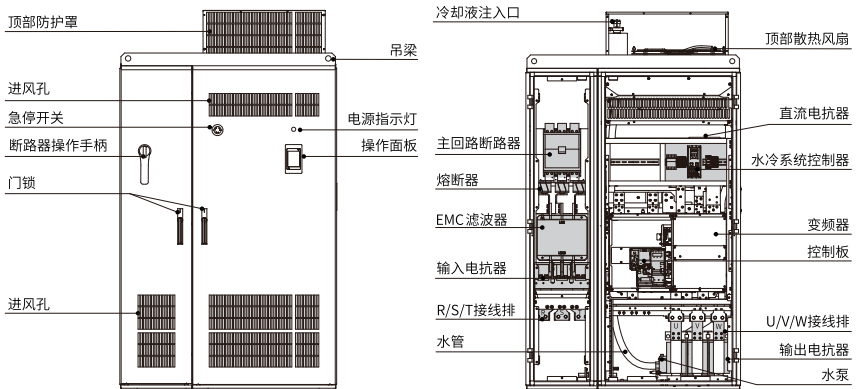 顶部防护罩
吊梁
进风孔
急停开关
电源指示灯
断路器操作手柄
操作面板
门锁
进风孔
冷却液注入口
顶部散热风扇
直流电抗器
主回路断路器
水冷系统控制器
熔断器
EMC滤波器
变频器
控制板
输入电抗器
R/S/T接线排
U/V/W接线排
水管
输出电抗器
水泵
R S T
U V W